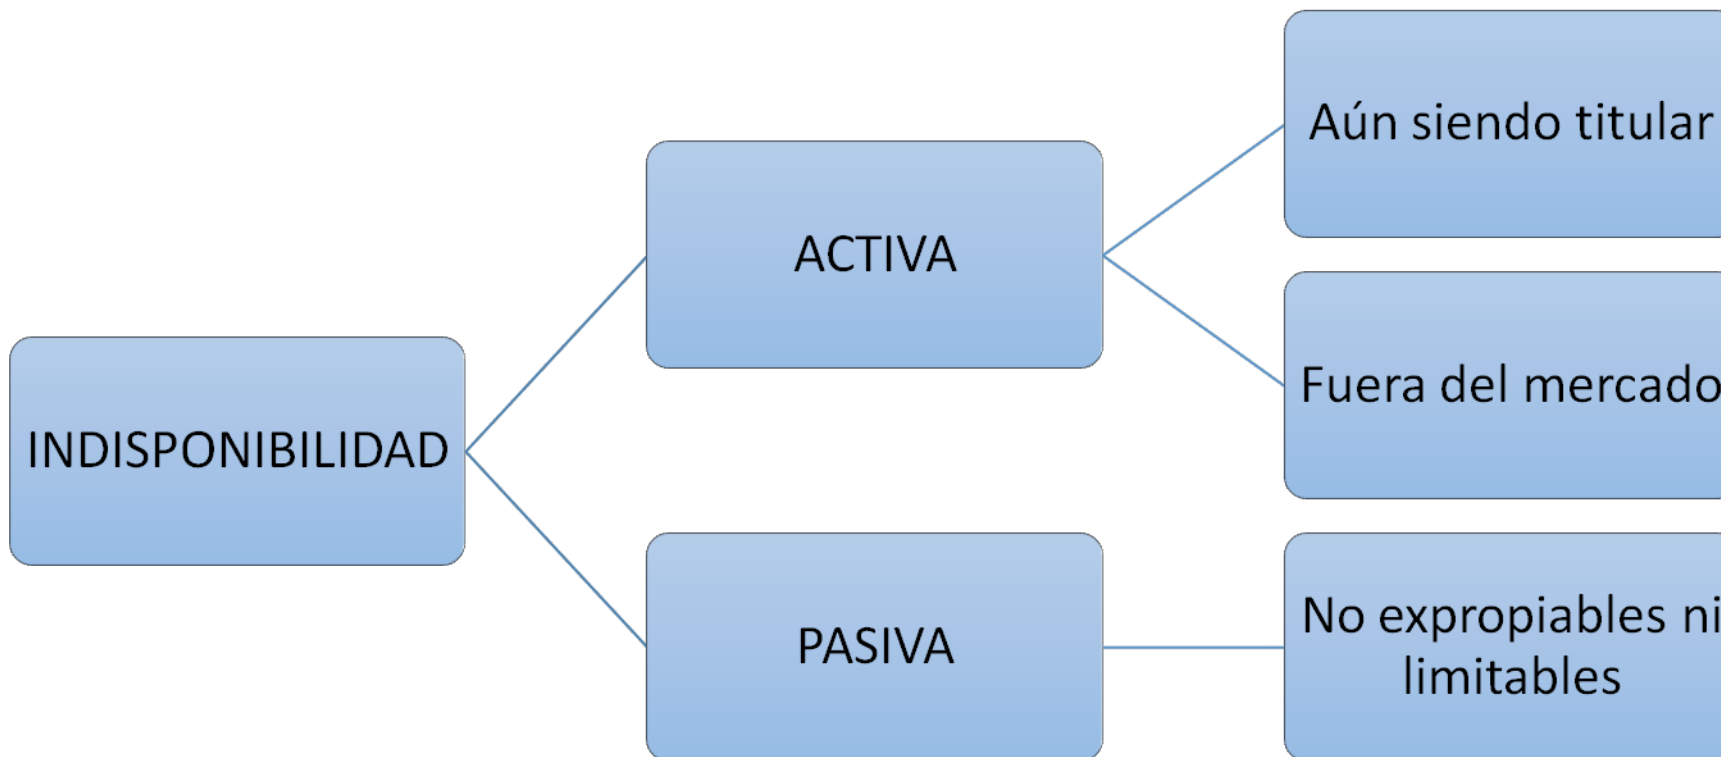 INDISPONIBILIDAD
ACTIVA
Aún siendo titular
Fuera del mercado
PASIVA
No expropiables ni
limitables